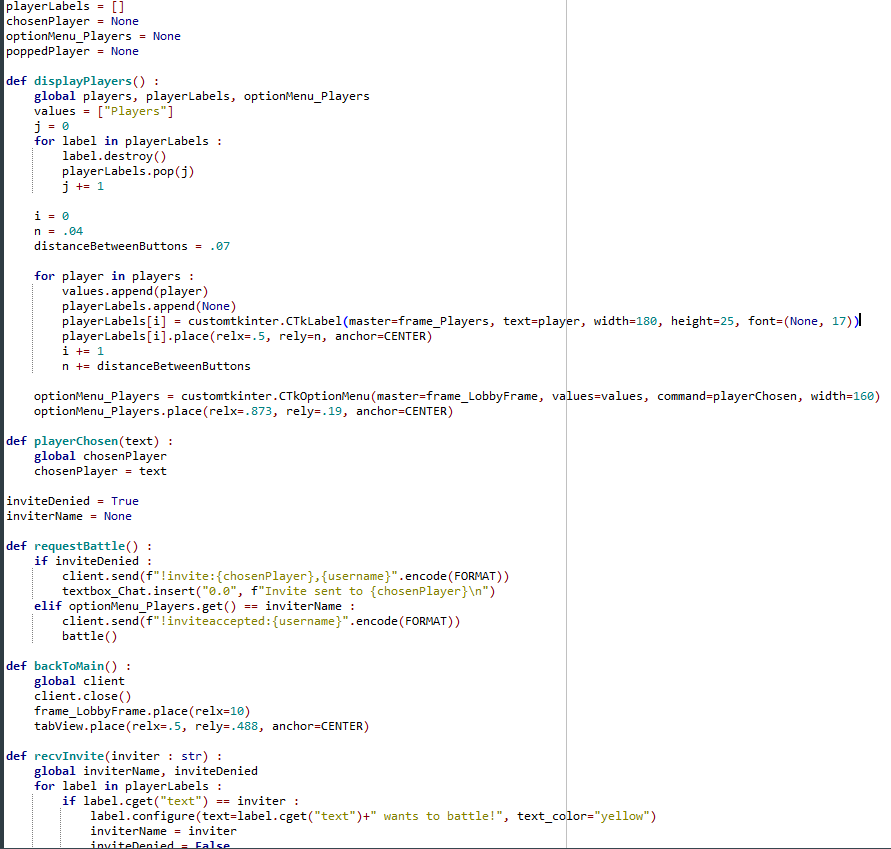 playerLabels = []
chosenPlayer = None
optionMenu_Players = None
poppedPlayer = None

def displayPlayers() :
    global players, playerLabels, optionMenu_Players
    values = ["Players"]
    j = 0
    for label in playerLabels :
        label.destroy()
        playerLabels.pop(j)
        j += 1

    i = 0
    n = .04
    distanceBetweenButtons = .07

    for player in players :
        values.append(player)
        playerLabels.append(None)
        playerLabels[i] = customtkinter.CTkLabel(master=frame_Players, text=player, width=180, height=25, font=(None, 17))
        playerLabels[i].place(relx=.5, rely=n, anchor=CENTER)
        i += 1
        n += distanceBetweenButtons

    optionMenu_Players = customtkinter.CTkOptionMenu(master=frame_LobbyFrame, values=values, command=playerChosen, width=160)
    optionMenu_Players.place(relx=.873, rely=.19, anchor=CENTER)

def playerChosen(text) :
    global chosenPlayer
    chosenPlayer = text

inviteDenied = True
inviterName = None

def requestBattle() :
    if inviteDenied :
        client.send(f"!invite:{chosenPlayer},{username}".encode(FORMAT))
        textbox_Chat.insert("0.0", f"Invite sent to {chosenPlayer}\n")
    elif optionMenu_Players.get() == inviterName :
        client.send(f"!inviteaccepted:{username}".encode(FORMAT))
        battle()

def backToMain() :
    global client
    client.close()
    frame_LobbyFrame.place(relx=10)
    tabView.place(relx=.5, rely=.488, anchor=CENTER)

def recvInvite(inviter : str) :
    global inviterName, inviteDenied
    for label in playerLabels :
        if label.cget("text") == inviter :
            label.configure(text=label.cget("text")+" wants to battle!", text_color="yellow")
            inviterName = inviter
            inviteDenied = False